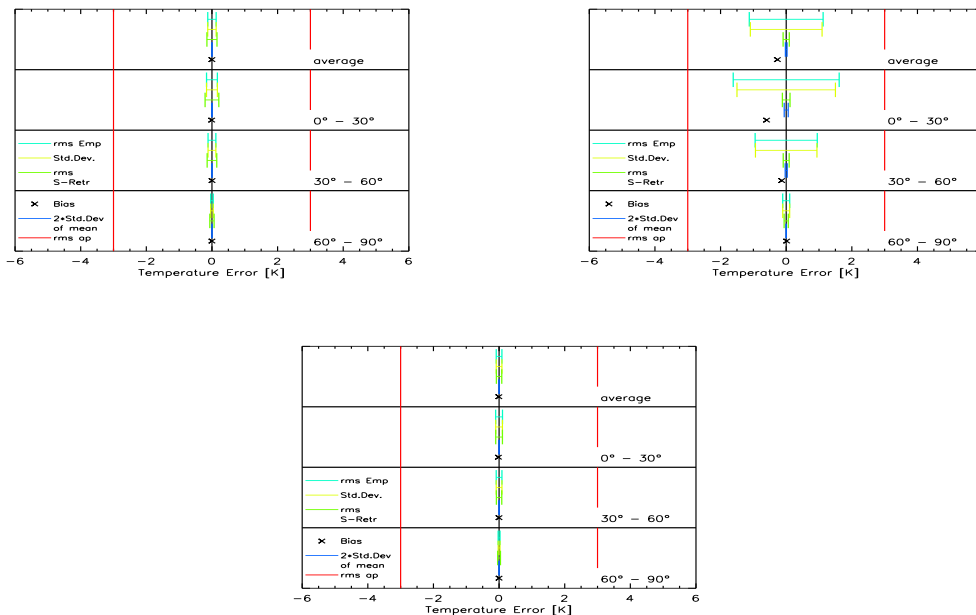 average
0° – 30°
rms Emp
Std.Dev.
rms
S–Retr
30° – 60°
Bias
2*Std.Dev
of mean
rms ap
60° – 90°
−6 −4 −2 0 2 4 6
Temperature Error [K]
average
0° – 30°
rms Emp
Std.Dev.
rms
S–Retr
30° – 60°
Bias
2*Std.Dev
of mean
rms ap
60° – 90°
−6 −4 −2 0 2 4 6
Temperature Error [K]
average
0° – 30°
rms Emp
Std.Dev.
rms
S–Retr
30° – 60°
Bias
2*Std.Dev
of mean
rms ap
60° – 90°
−6 −4 −2 0 2 4 6
Temperature Error [K]